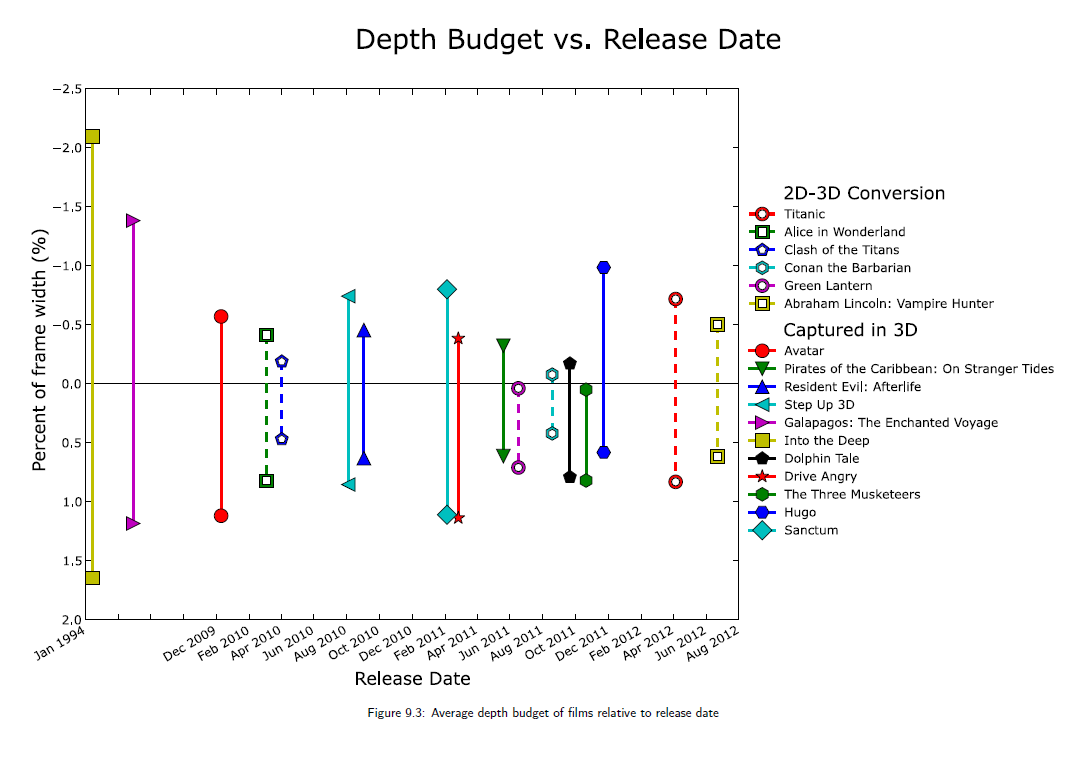 Depth Budget vs. Release Date
Percent of frame width (%)
−2.5
−2.0
−1.5
−1.0
−0.5
0.0
0.5
1.0
1.5
2.0
Jan 1994
Dec 2009
Feb 2010
Apr 2010
Jun 2010
Aug 2010
Oct 2010
Dec 2010
Feb 2011
Apr 2011
Jun 2011
Aug 2011
Oct 2011
Dec 2011
Feb 2012
Apr 2012
Jun 2012
Aug 2012
Release Date
2D-3D Conversion
Titanic
Alice in Wonderland
Clash of the Titans
Conan the Barbarian
Green Lantern
Abraham Lincoln: Vampire Hunter
Captured in 3D
Avatar
Pirates of the Caribbean: On Stranger Tides
Resident Evil: Afterlife
Step Up 3D
Galapagos: The Enchanted Voyage
Into the Deep
Dolphin Tale
Drive Angry
The Three Musketeers
Hugo
Sanctum
Figure 9.3: Average depth budget of films relative to release date